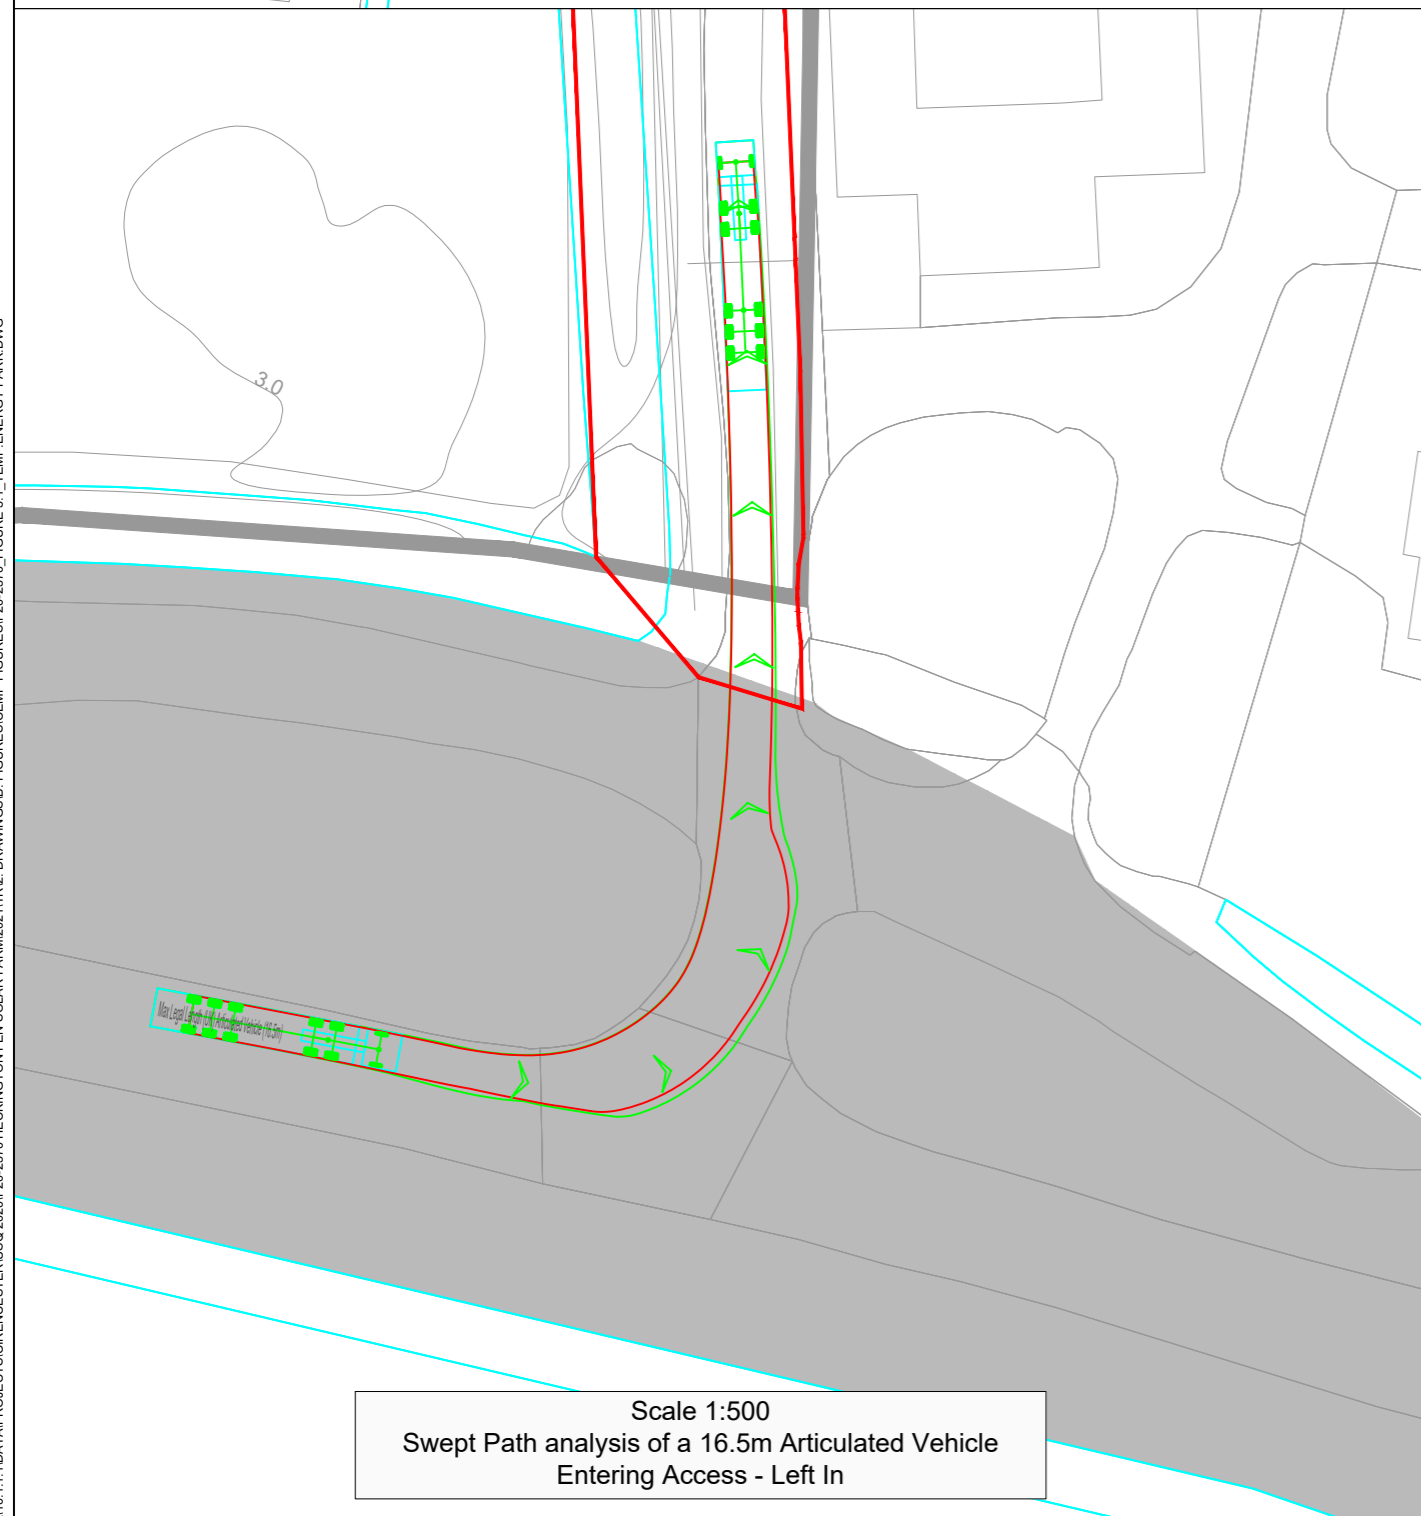 3.0
Max Legal Length (UK) Articulated Vehicle (16.5m)
Scale 1:500
Swept Path analysis of a 16.5m Articulated Vehicle
Entering Access - Left In